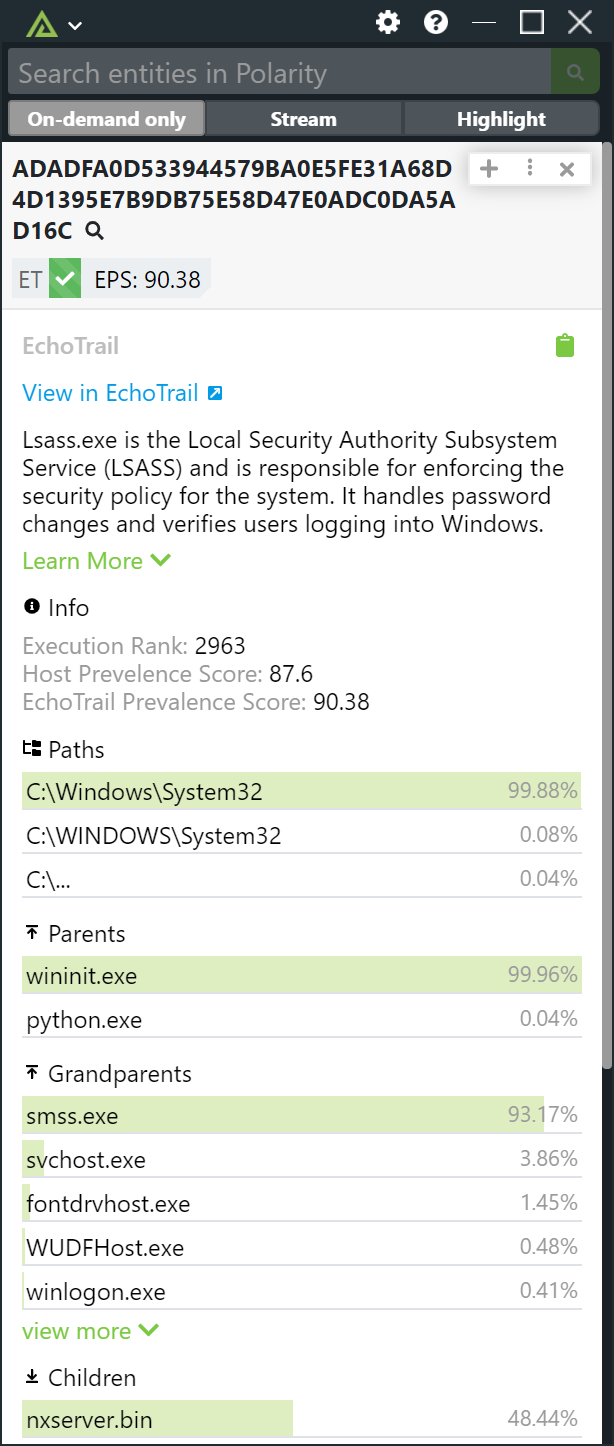 Search entities in Polarity
On-demand only Stream Highlight
ADADFA0D533944579BA0E5FE31A68D
4D1395E7B9DB75E58D47E0ADC0DA5A
D16C
ET EPS: 90.38
EchoTrail
View in EchoTrail
Lsass.exe is the Local Security Authority Subsystem
Service (LSASS) and is responsible for enforcing the
security policy for the system. It handles password
changes and verifies users logging into Windows.
Learn More
Info
Execution Rank: 2963
Host Prevelence Score: 87.6
EchoTrail Prevalence Score: 90.38
Paths
C:\Windows\System32 99.88%
C:\WINDOWS\System32 0.08%
C:\... 0.04%
Parents
wininit.exe 99.96%
python.exe 0.04%
Grandparents
smss.exe 93.17%
svchost.exe 3.86%
fontdrvhost.exe 1.45%
WUDFHost.exe 0.48%
winlogon.exe 0.41%
view more
Children
nxserver.bin 48.44%